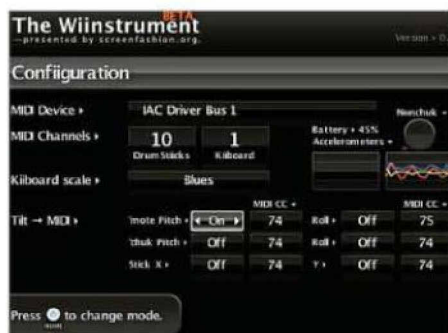 The Wiinstrument BETA
—presented by screenfashion.org.
Version • 0.
Confiiguration
MIDI Device • IAC Driver Bus 1
Nunchuk •
MIDI Channels • 10 1
Drum Sticks Kiiboard
Battery • 45%
Accelerometers •
Kiiboard scale • Blues
MIDI CC • MIDI CC •
Tilt → MIDI • 'mote Pitch • On 74 Roll • Off 75
'chuk Pitch • Off 74 Roll • Off 74
Stick X • Off 74 Y • Off 74
Press to change mode.